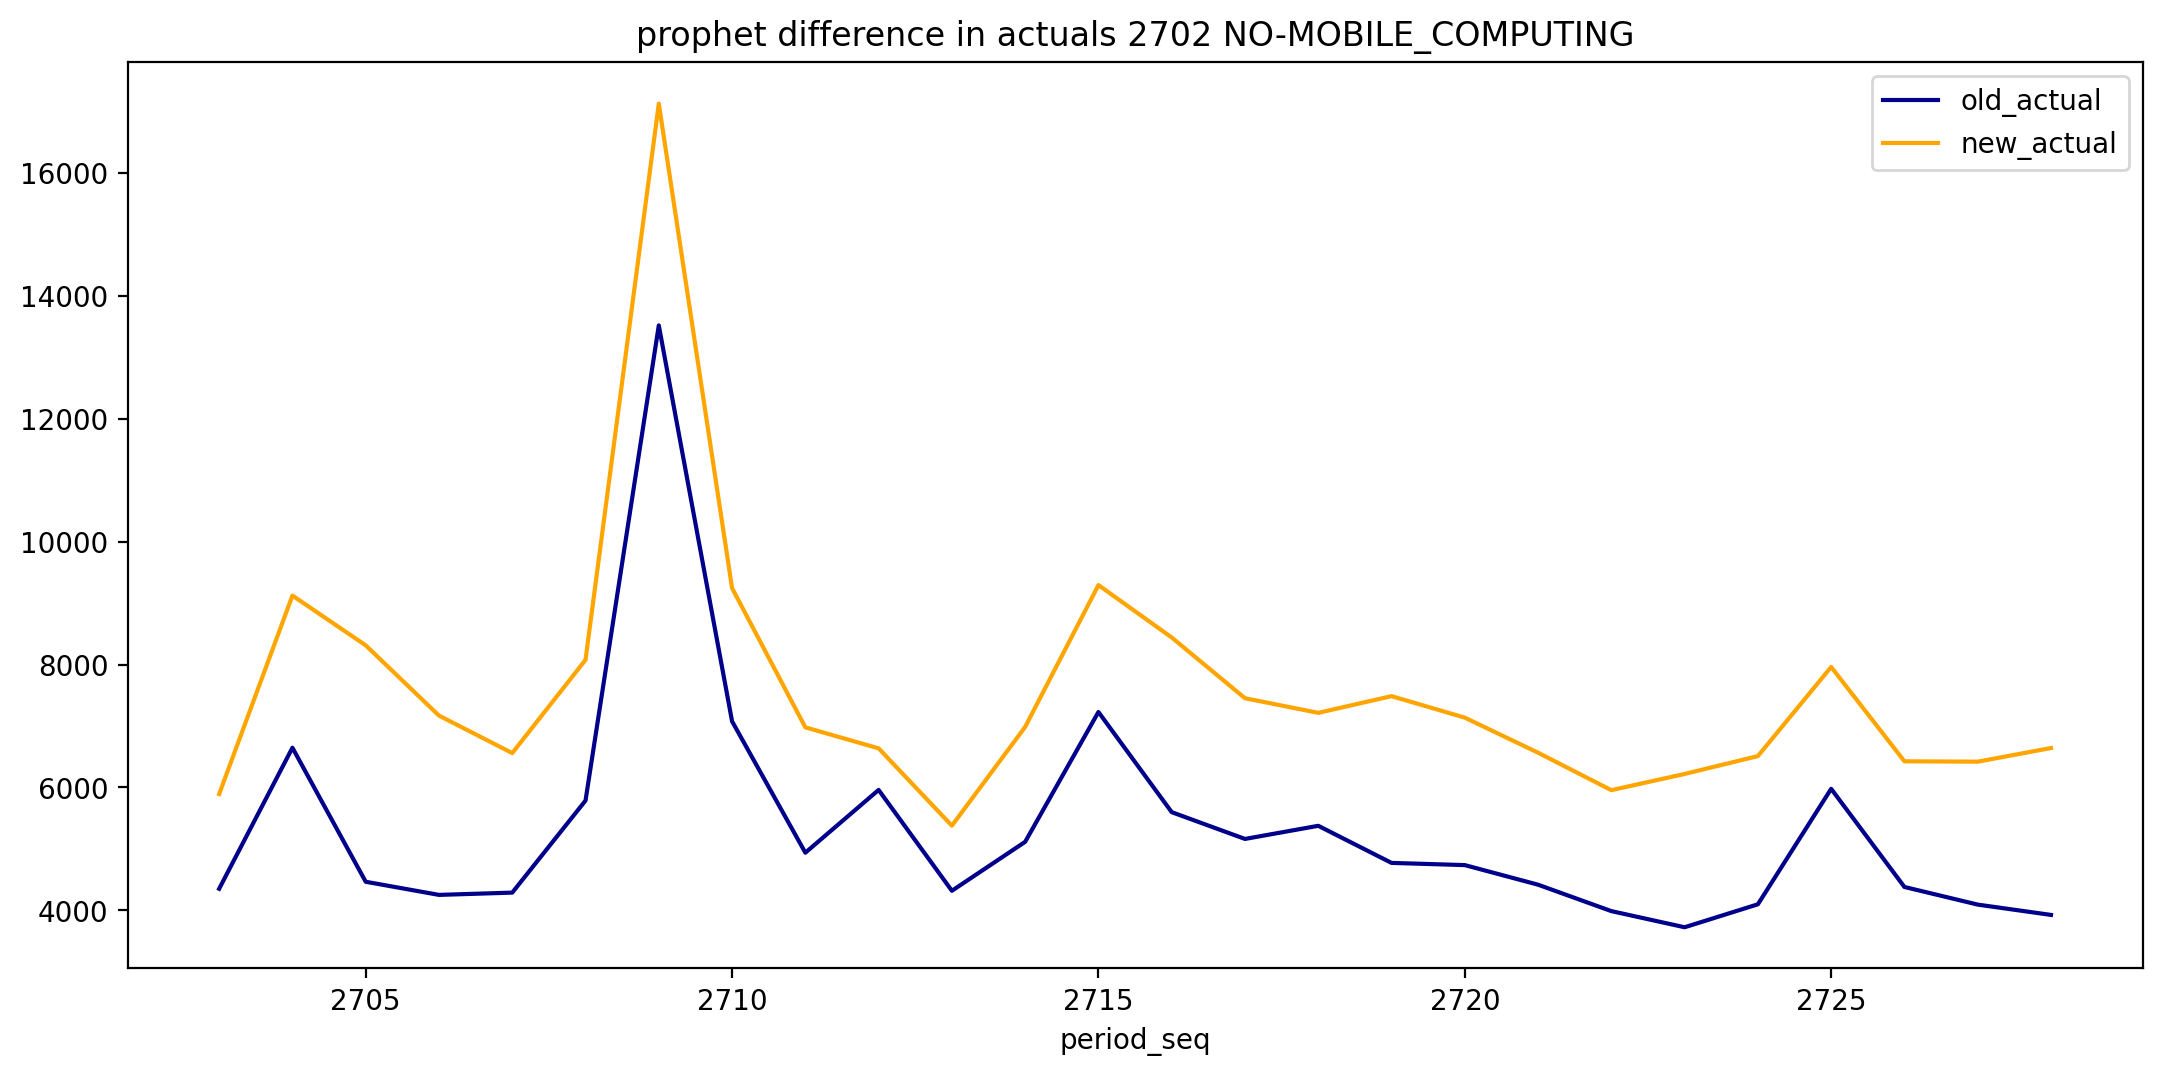 prophet difference in actuals 2702 NO-MOBILE_COMPUTING
old_actual
new_actual
16000
14000
12000
10000
8000
6000
4000
2705 2710 2715 2720 2725
period_seq